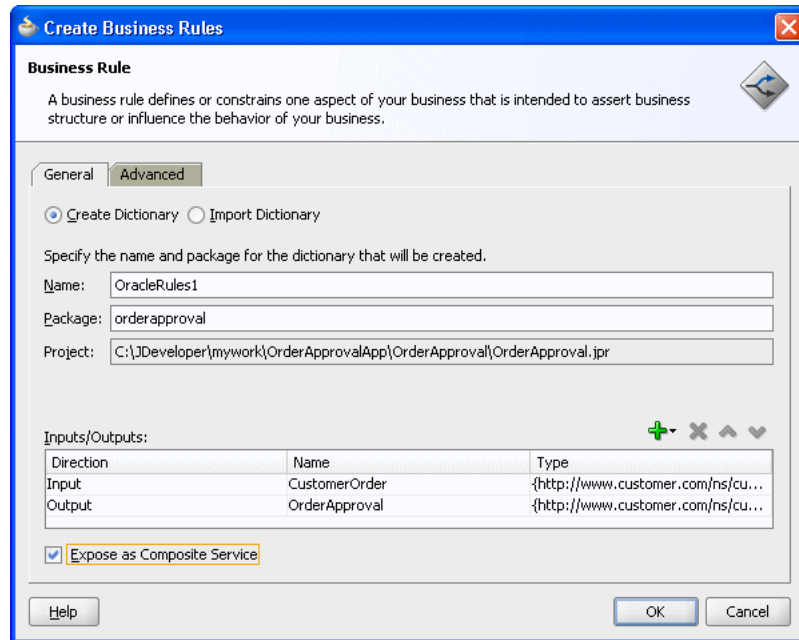 Create Business Rules
Business Rule
A business rule defines or constrains one aspect of your business that is intended to assert business
structure or influence the behavior of your business.
General Advanced
Create Dictionary Import Dictionary
Specify the name and package for the dictionary that will be created.
Name: OracleRules1
Package: orderapproval
Project: C:\JDeveloper\mywork\OrderApprovalApp\OrderApproval\OrderApproval.jpr
Inputs/Outputs:
Direction Name Type
Input CustomerOrder {http://www.customer.com/ns/cu...
Output OrderApproval {http://www.customer.com/ns/cu...
Expose as Composite Service
Help OK Cancel